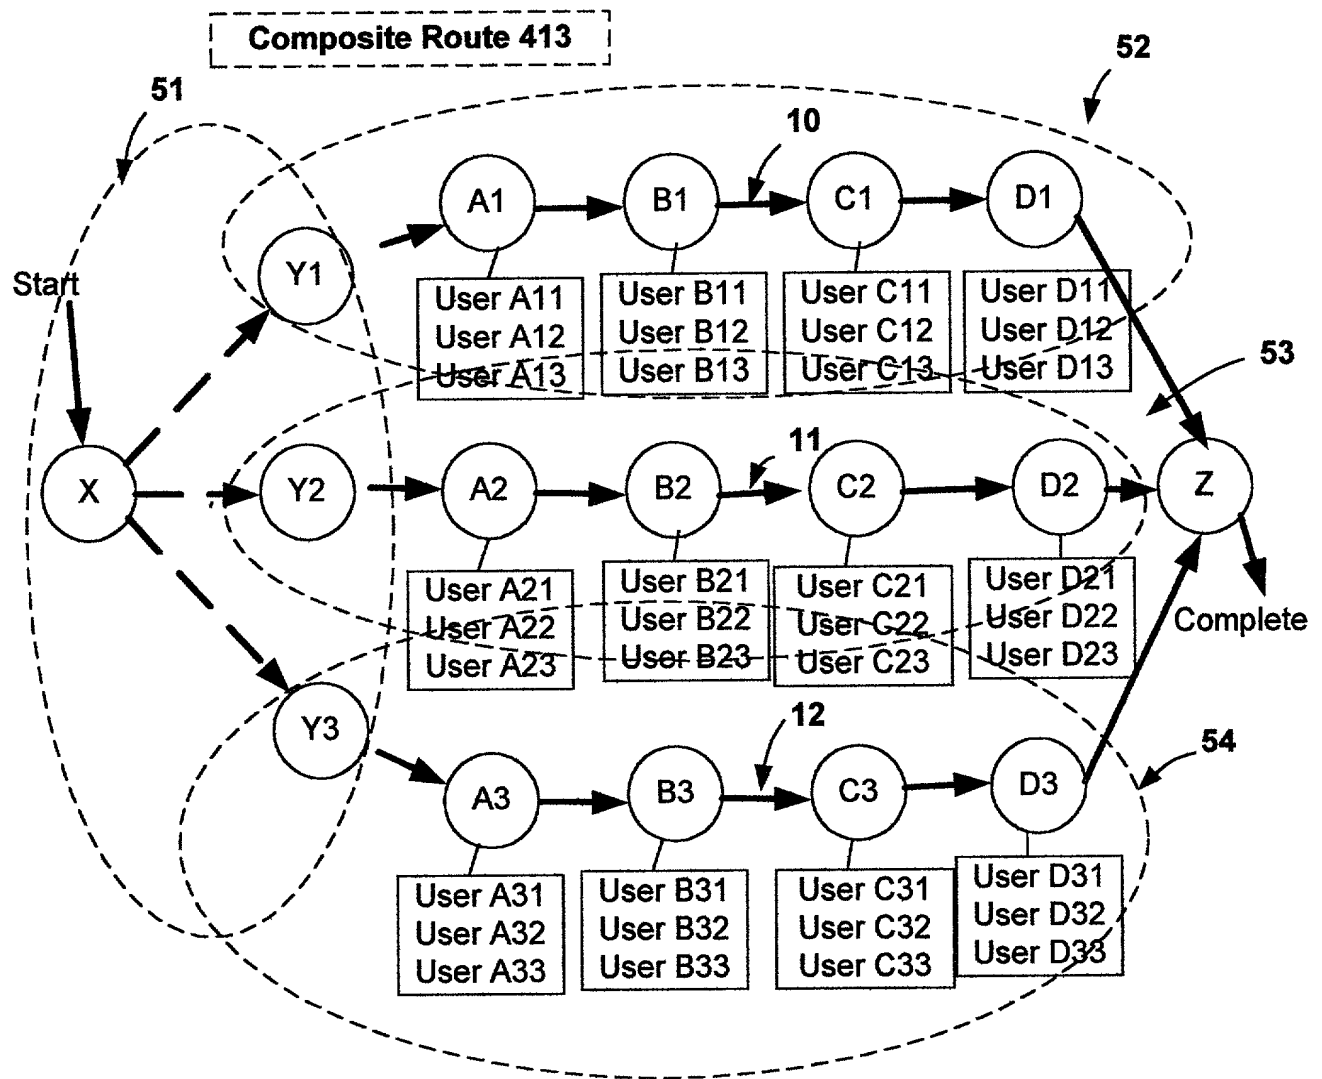 Composite Route 413
51
52
10
A1
B1
C1
D1
Y1
Start
User A11
User A12
User A13
User B11
User B12
User B13
User C11
User C12
User C13
User D11
User D12
User D13
53
11
X
Y2
A2
B2
C2
D2
Z
User A21
User A22
User A23
User B21
User B22
User B23
User C21
User C22
User C23
User D21
User D22
User D23
Complete
12
54
Y3
A3
B3
C3
D3
User A31
User A32
User A33
User B31
User B32
User B33
User C31
User C32
User C33
User D31
User D32
User D33